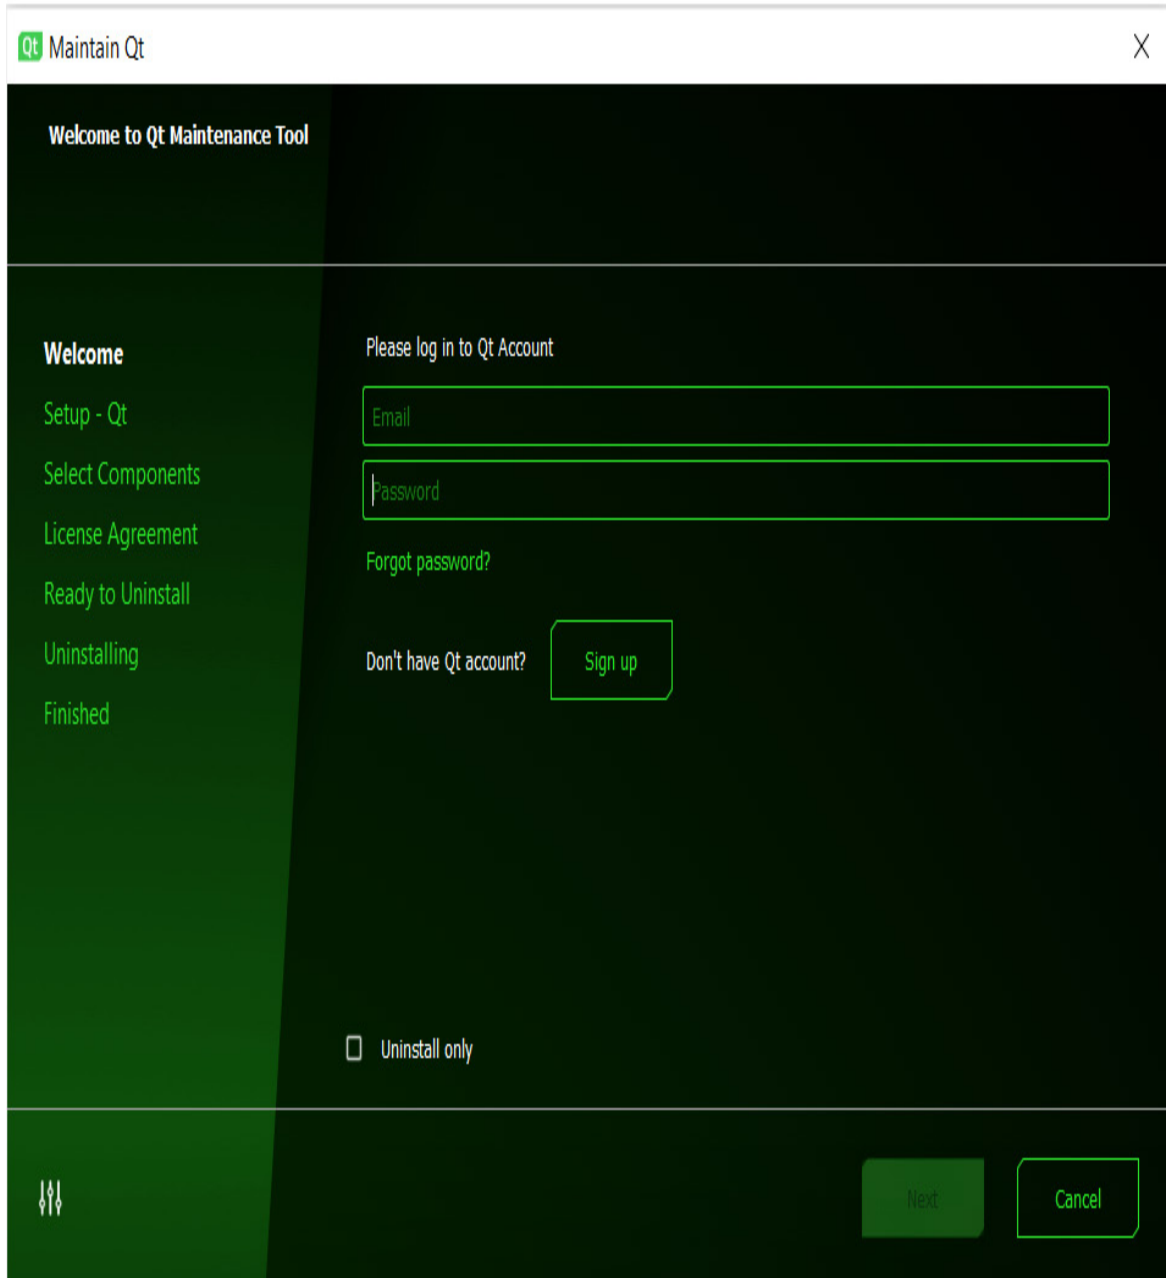 Qt Maintain Qt
Welcome to Qt Maintenance Tool
Welcome
Setup - Qt
Select Components
License Agreement
Ready to Uninstall
Uninstalling
Finished
Please log in to Qt Account
Email
Password
Forgot password?
Don't have Qt account? Sign up
Uninstall only
Next Cancel